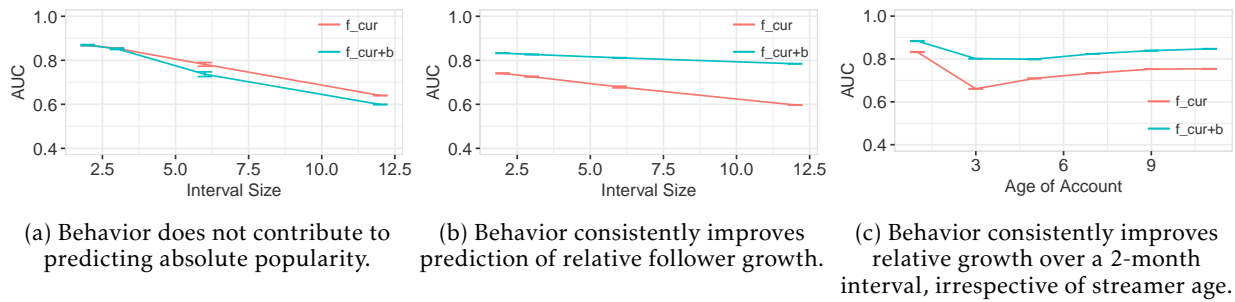 1.0
0.8
0.6
0.4
AUC
f_cur
f_cur+b
2.5 5.0 7.5 10.0 12.5
Interval Size
(a) Behavior does not contribute to
predicting absolute popularity.
1.0
0.8
0.6
0.4
AUC
f_cur
f_cur+b
2.5 5.0 7.5 10.0 12.5
Interval Size
(b) Behavior consistently improves
prediction of relative follower growth.
1.0
0.8
0.6
0.4
AUC
f_cur
f_cur+b
3 6 9
Age of Account
(c) Behavior consistently improves
relative growth over a 2-month
interval, irrespective of streamer age.